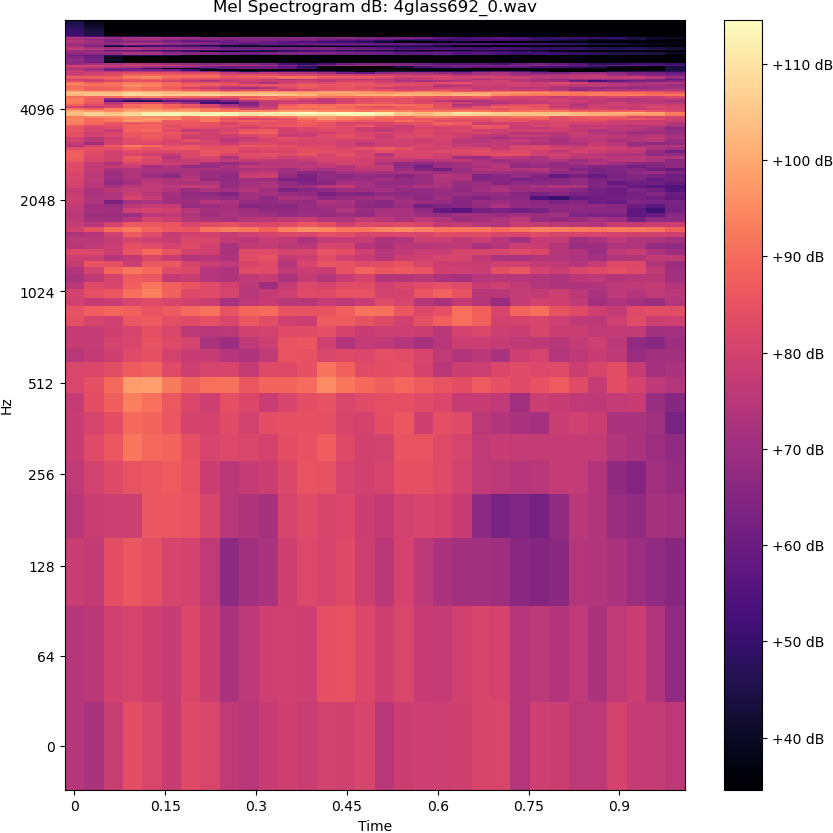 Mel Spectrogram dB: 4glass692_0.wav
+110 dB
4096
+100 dB
2048
+90 dB
1024
+80 dB
512
Hz
+70 dB
256
+60 dB
128
+50 dB
64
+40 dB
0
0 0.15 0.3 0.45 0.6 0.75 0.9
Time